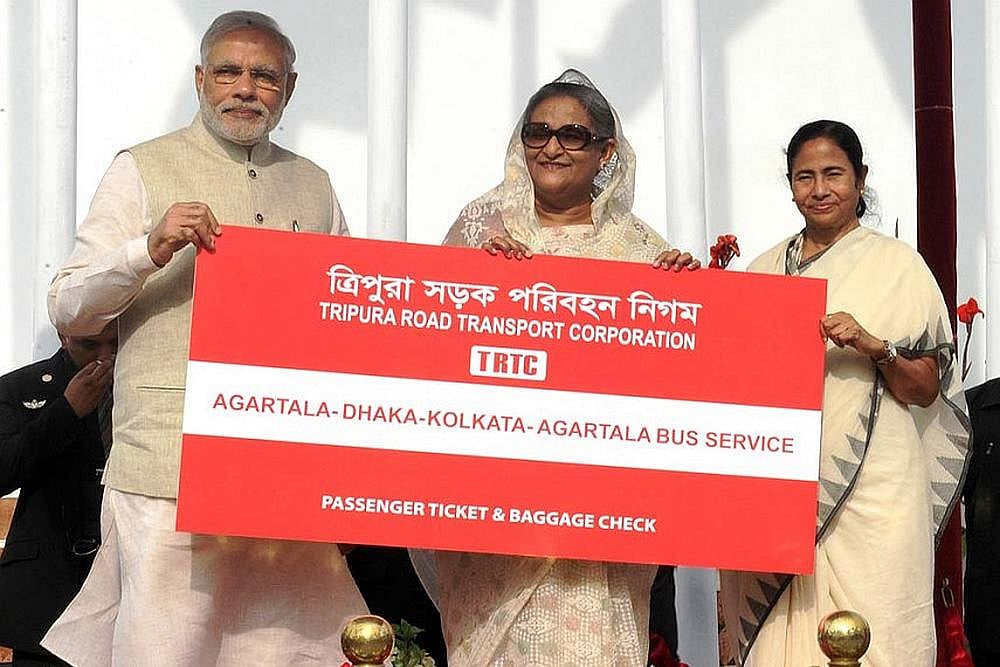 ত্রিপুরা সড়ক পরিবহন নিগম
TRIPURA ROAD TRANSPORT CORPORATION
TRTC
AGARTALA- DHAKA-KOLKATA- AGARTALA BUS SERVICE
PASSENGER TICKET & BAGGAGE CHECK